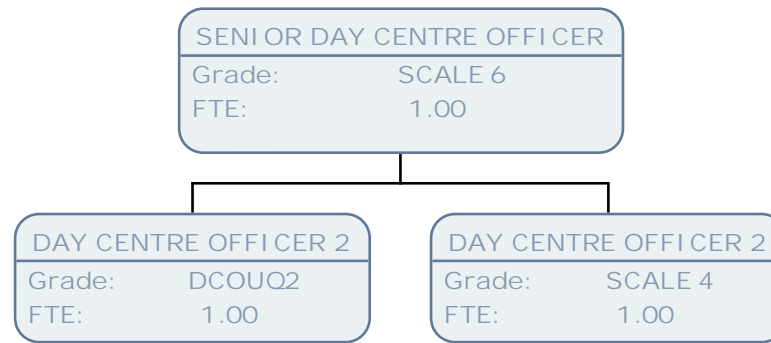 SENIOR DAY CENTRE OFFICER
Grade: SCALE 6
FTE: 1.00
DAY CENTRE OFFICER 2
Grade: DCOUQ2
FTE: 1.00
DAY CENTRE OFFICER 2
Grade: SCALE 4
FTE: 1.00